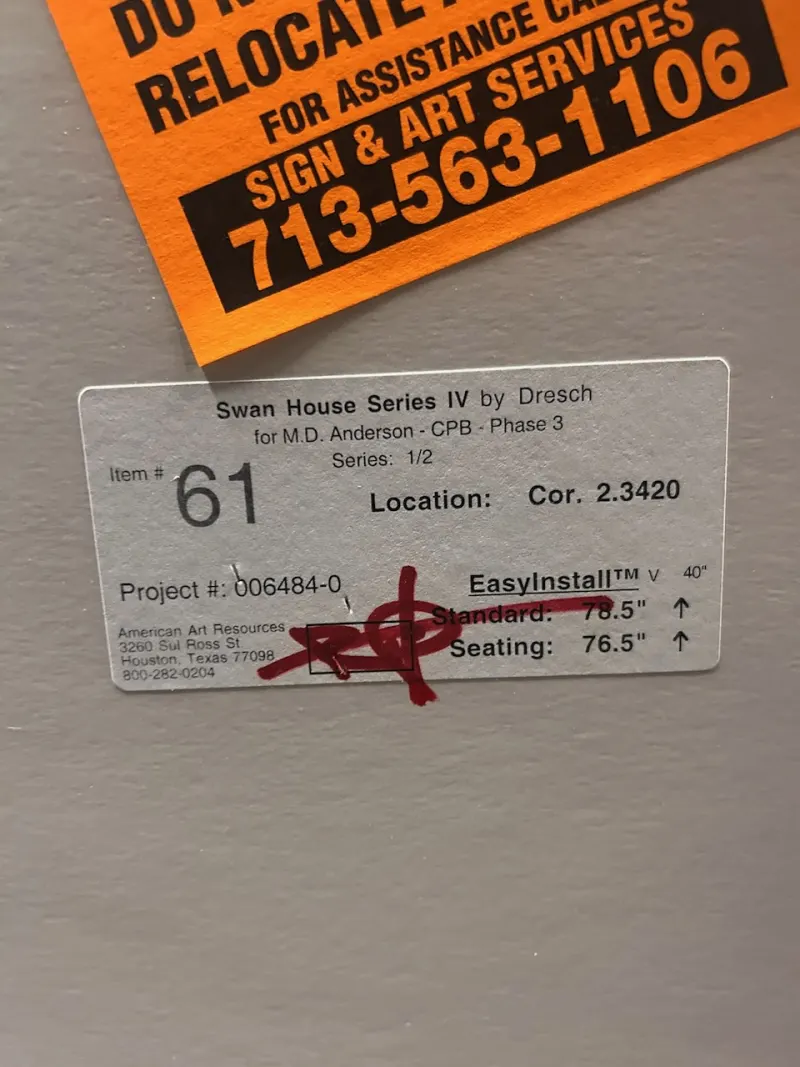 DO
RELOCATE
FOR ASSISTANCE
SIGN & ART SERVICES
713-563-1106
Swan House Series IV by Dresch
for M.D. Anderson - CPB - Phase 3
Series: 1/2
Item # 61
Location: Cor. 2.3420
Project #: 006484-0
EasyInstall™ V 40"
Standard: 78.5" ↑
Seating: 76.5" ↑
American Art Resources
3260 Sul Ross St
Houston, Texas 77098
800-282-0204